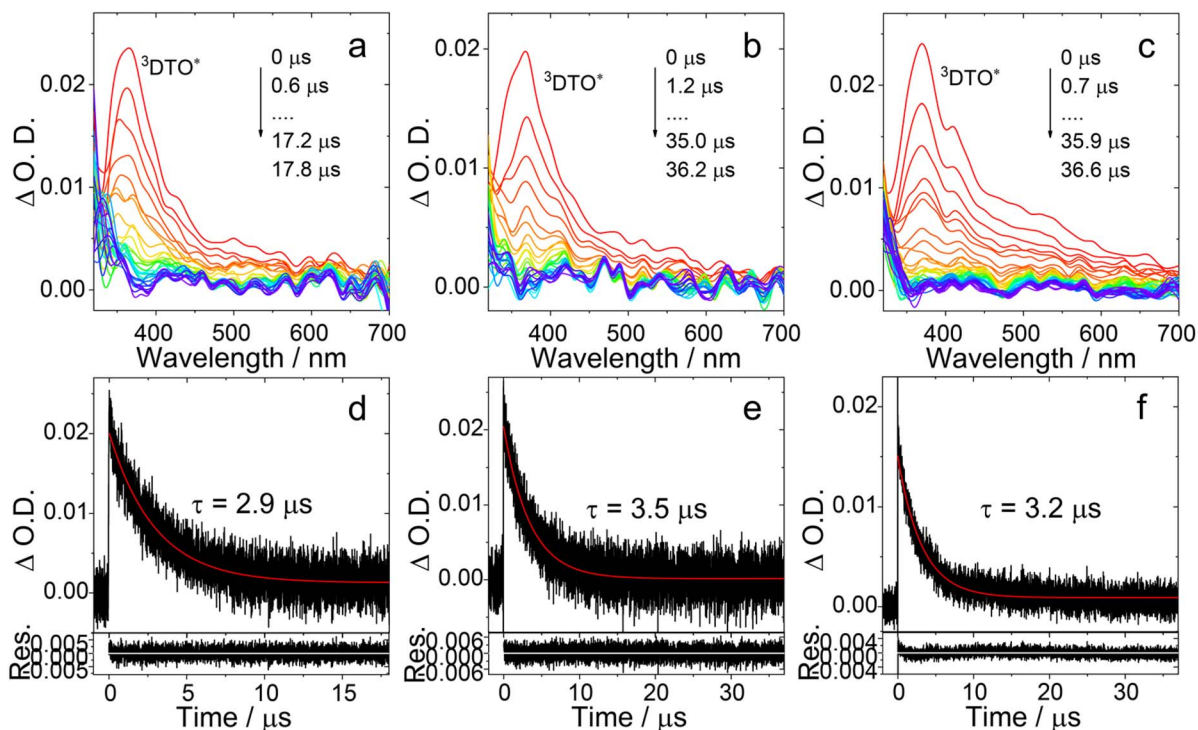 a
³DTO*
0 μs
0.6 μs
....
17.2 μs
17.8 μs
Δ O. D.
0.02
0.01
0.00
400 500 600 700
Wavelength / nm
b
³DTO*
0 μs
1.2 μs
....
35.0 μs
36.2 μs
Δ O. D.
0.02
0.01
0.00
400 500 600 700
Wavelength / nm
c
³DTO*
0 μs
0.7 μs
....
35.9 μs
36.6 μs
Δ O. D.
0.02
0.01
0.00
400 500 600 700
Wavelength / nm
d
τ = 2.9 μs
Δ O.D.
0.02
0.01
0.00
Res.
0 5 10 15
Time / μs
e
τ = 3.5 μs
Δ O.D.
0.02
0.01
0.00
Res.
0 10 20 30
Time / μs
f
τ = 3.2 μs
Δ O.D.
0.02
0.01
0.00
Res.
0 10 20 30
Time / μs